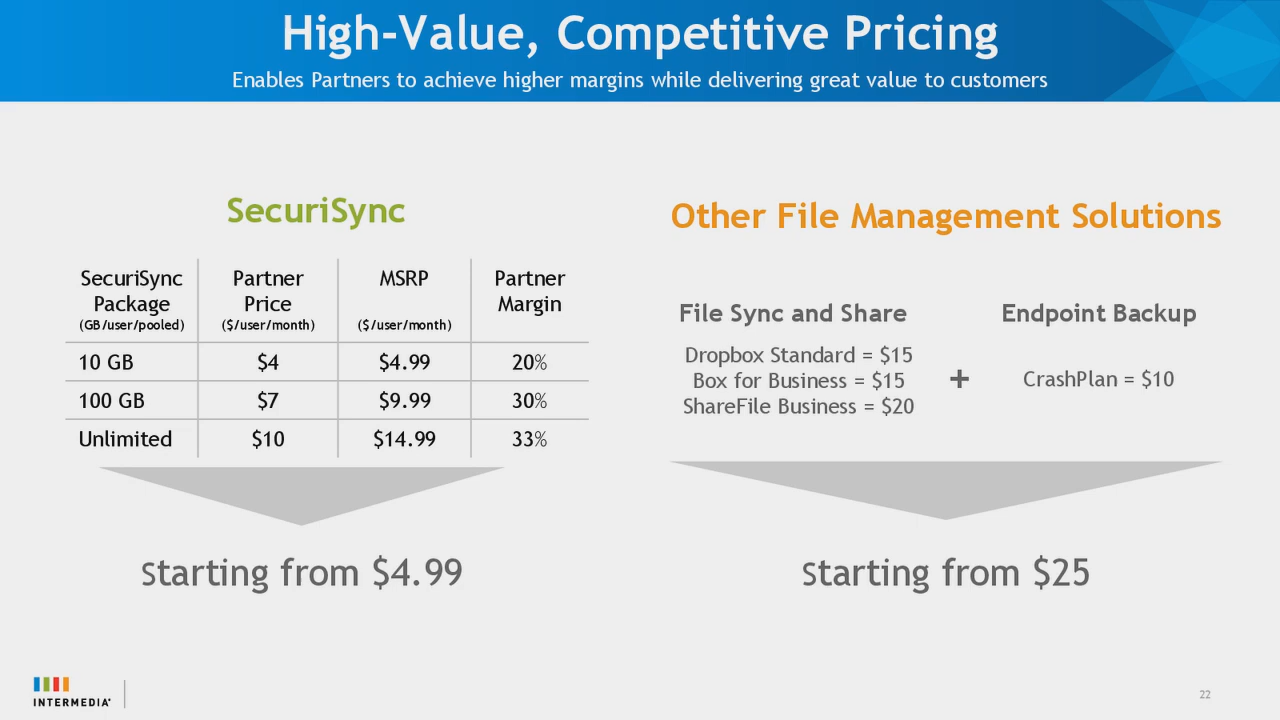 High-Value, Competitive Pricing
Enables Partners to achieve higher margins while delivering great value to customers
SecuriSync
SecuriSync Partner MSRP Partner
Package Price Margin
(GB/user/pooled) ($/user/month) ($/user/month)
10 GB $4 $4.99 20%
100 GB $7 $9.99 30%
Unlimited $10 $14.99 33%
Starting from $4.99
Other File Management Solutions
File Sync and Share
Dropbox Standard = $15
Box for Business = $15
ShareFile Business = $20
+
Endpoint Backup
CrashPlan = $10
Starting from $25
INTERMEDIA®
22